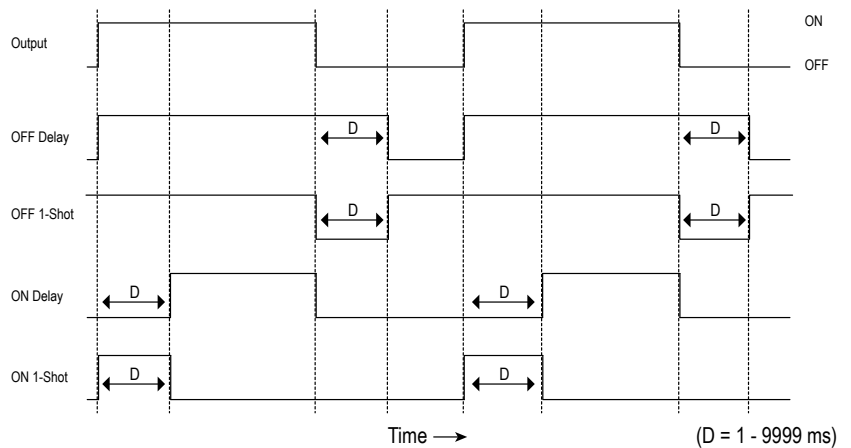 ON
Output
OFF
D D
OFF Delay
D D
OFF 1-Shot
D D
ON Delay
D D
ON 1-Shot
Time → (D = 1 - 9999 ms)